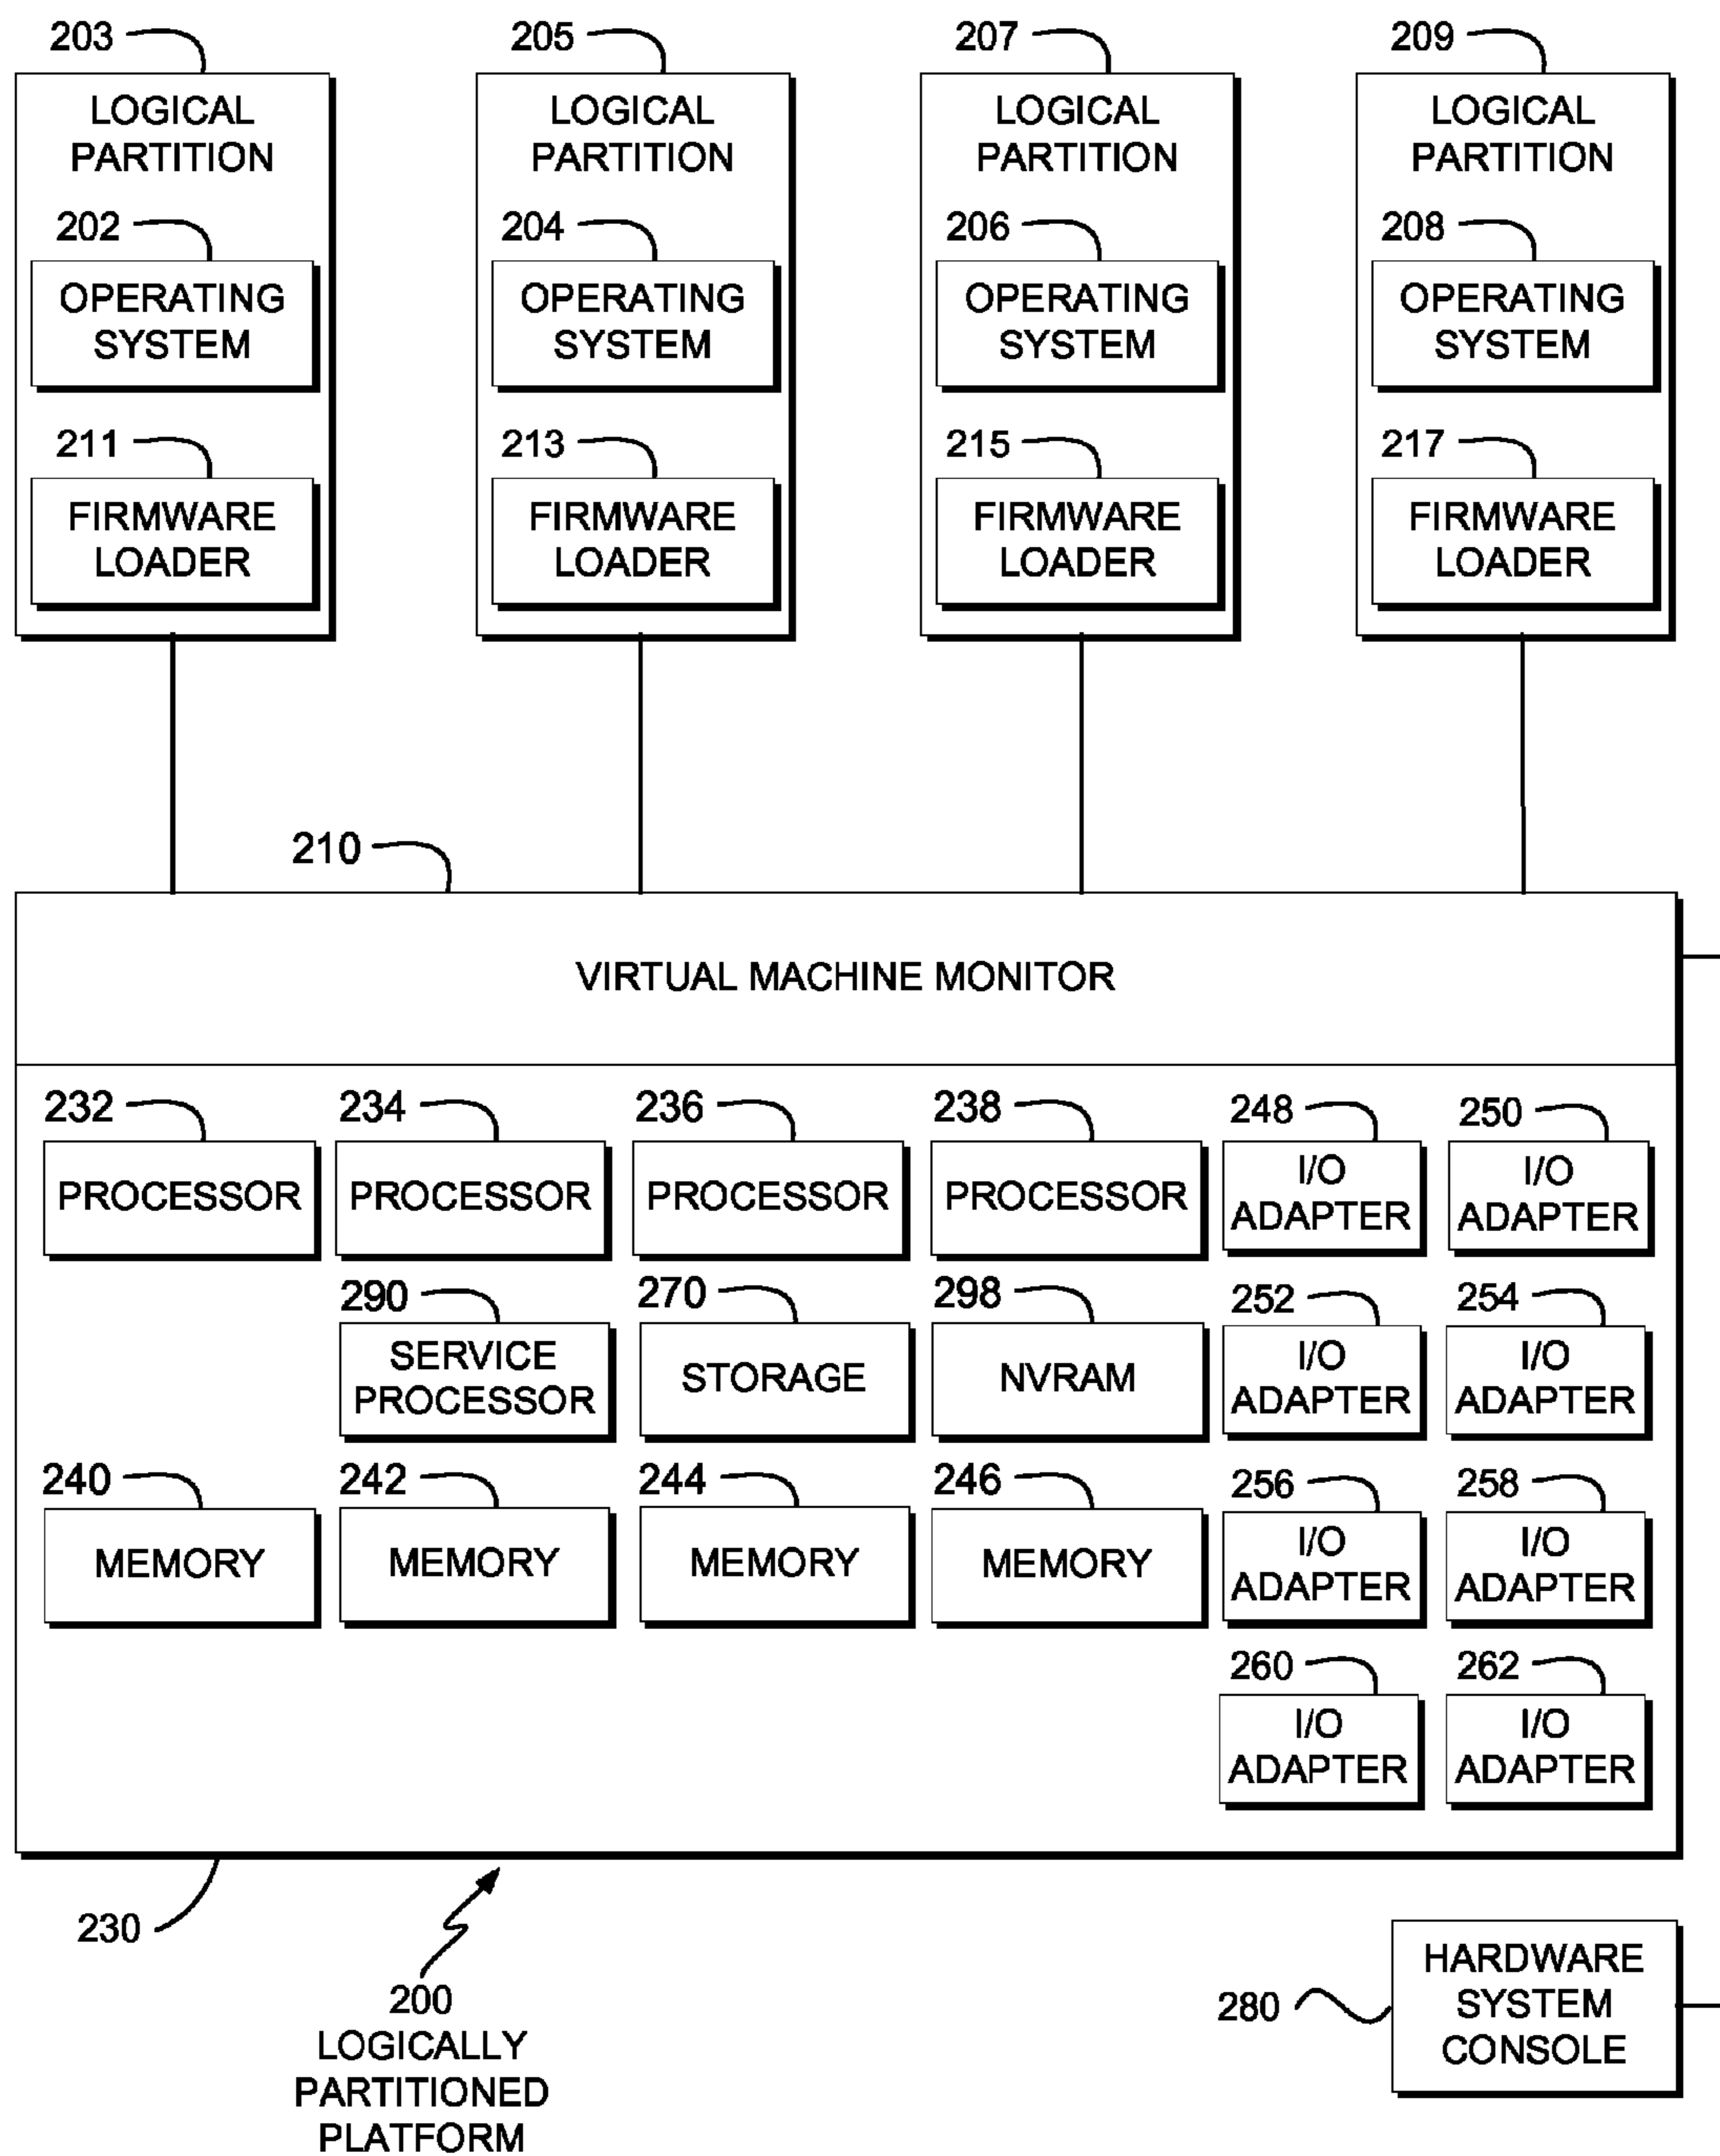 203
205
207
209
LOGICAL
PARTITION
LOGICAL
PARTITION
LOGICAL
PARTITION
LOGICAL
PARTITION
202
204
206
208
OPERATING
SYSTEM
OPERATING
SYSTEM
OPERATING
SYSTEM
OPERATING
SYSTEM
211
213
215
217
FIRMWARE
LOADER
FIRMWARE
LOADER
FIRMWARE
LOADER
FIRMWARE
LOADER
210
VIRTUAL MACHINE MONITOR
232
234
236
238
248
250
PROCESSOR
PROCESSOR
PROCESSOR
PROCESSOR
I/O
ADAPTER
I/O
ADAPTER
290
270
298
252
254
SERVICE
PROCESSOR
STORAGE
NVRAM
I/O
ADAPTER
I/O
ADAPTER
240
242
244
246
256
258
MEMORY
MEMORY
MEMORY
MEMORY
I/O
ADAPTER
I/O
ADAPTER
260
262
I/O
ADAPTER
I/O
ADAPTER
230
200
LOGICALLY
PARTITIONED
PLATFORM
280
HARDWARE
SYSTEM
CONSOLE